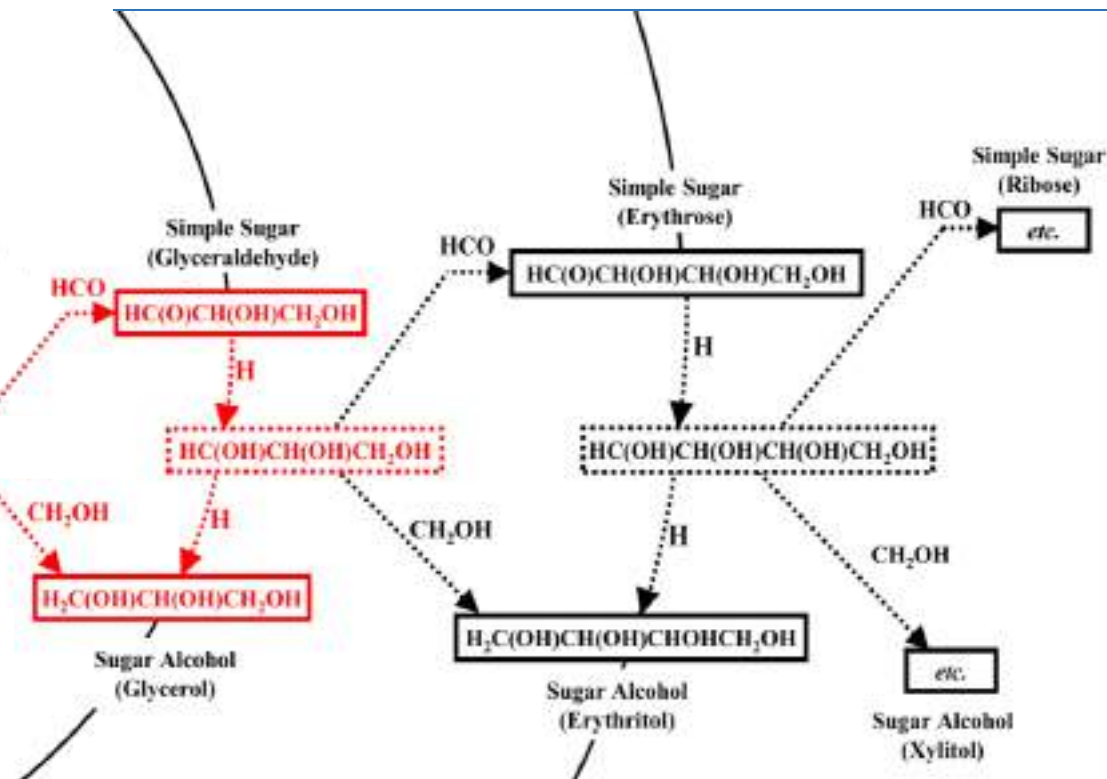 Simple Sugar
(Ribose)
HCO
etc.
Simple Sugar
(Erythrose)
HCO
HC(O)CH(OH)CH(OH)CH₂OH
Simple Sugar
(Glyceraldehyde)
HCO
HC(O)CH(OH)CH₂OH
H
H
HC(OH)CH(OH)CH₂OH
HC(OH)CH(OH)CH(OH)CH₂OH
CH₂OH
H
CH₂OH
H
CH₂OH
H₂C(OH)CH(OH)CH₂OH
Sugar Alcohol
(Glycerol)
H₂C(OH)CH(OH)CHOHCH₂OH
Sugar Alcohol
(Erythritol)
etc.
Sugar Alcohol
(Xylitol)